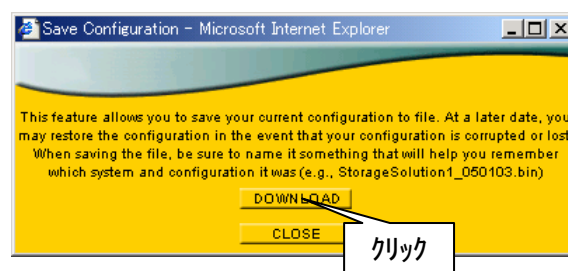 Save Configuration - Microsoft Internet Explorer
This feature allows you to save your current configuration to file. At a later date, you
may restore the configuration in the event that your configuration is corrupted or lost
When saving the file, be sure to name it something that will help you remember
which system and configuration it was (e.g., StorageSolution1_050103.bin)
DOWNLOAD
CLOSE
クリック